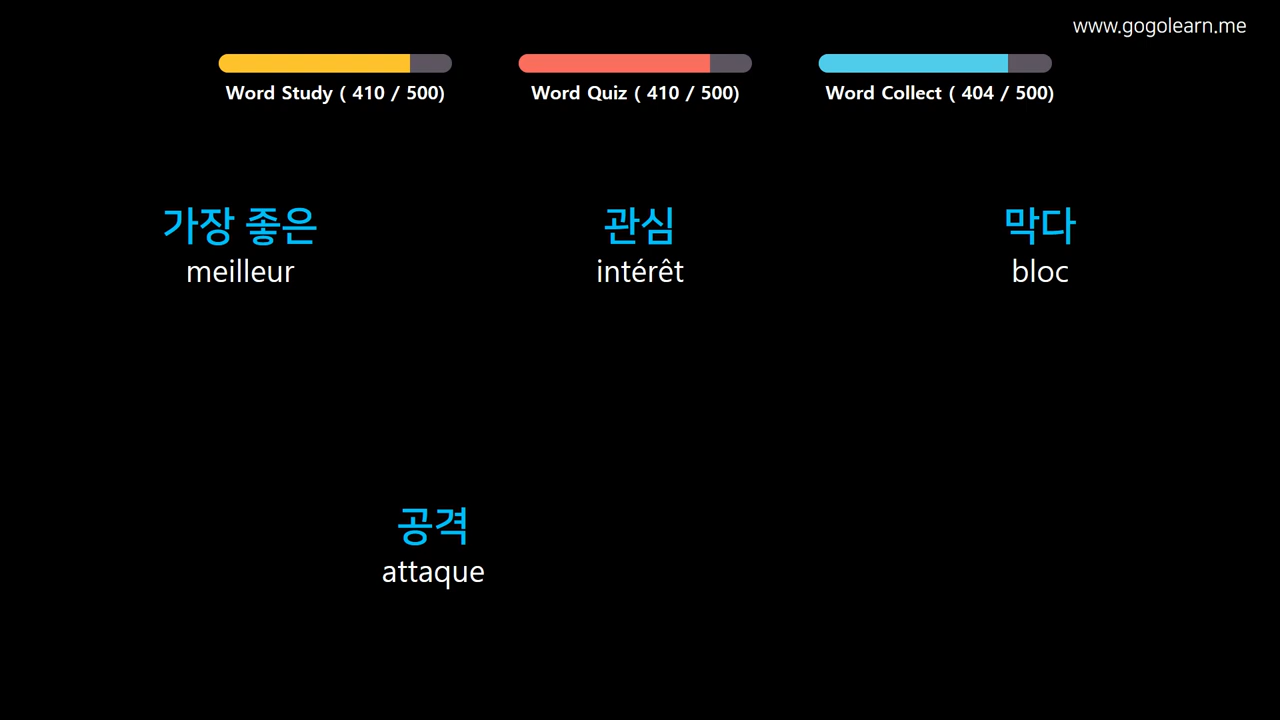 www.gogolearn.me
Word Study ( 410 / 500)
Word Quiz ( 410 / 500)
Word Collect ( 404 / 500)
가장 좋은
meilleur
관심
intérêt
막다
bloc
공격
attaque